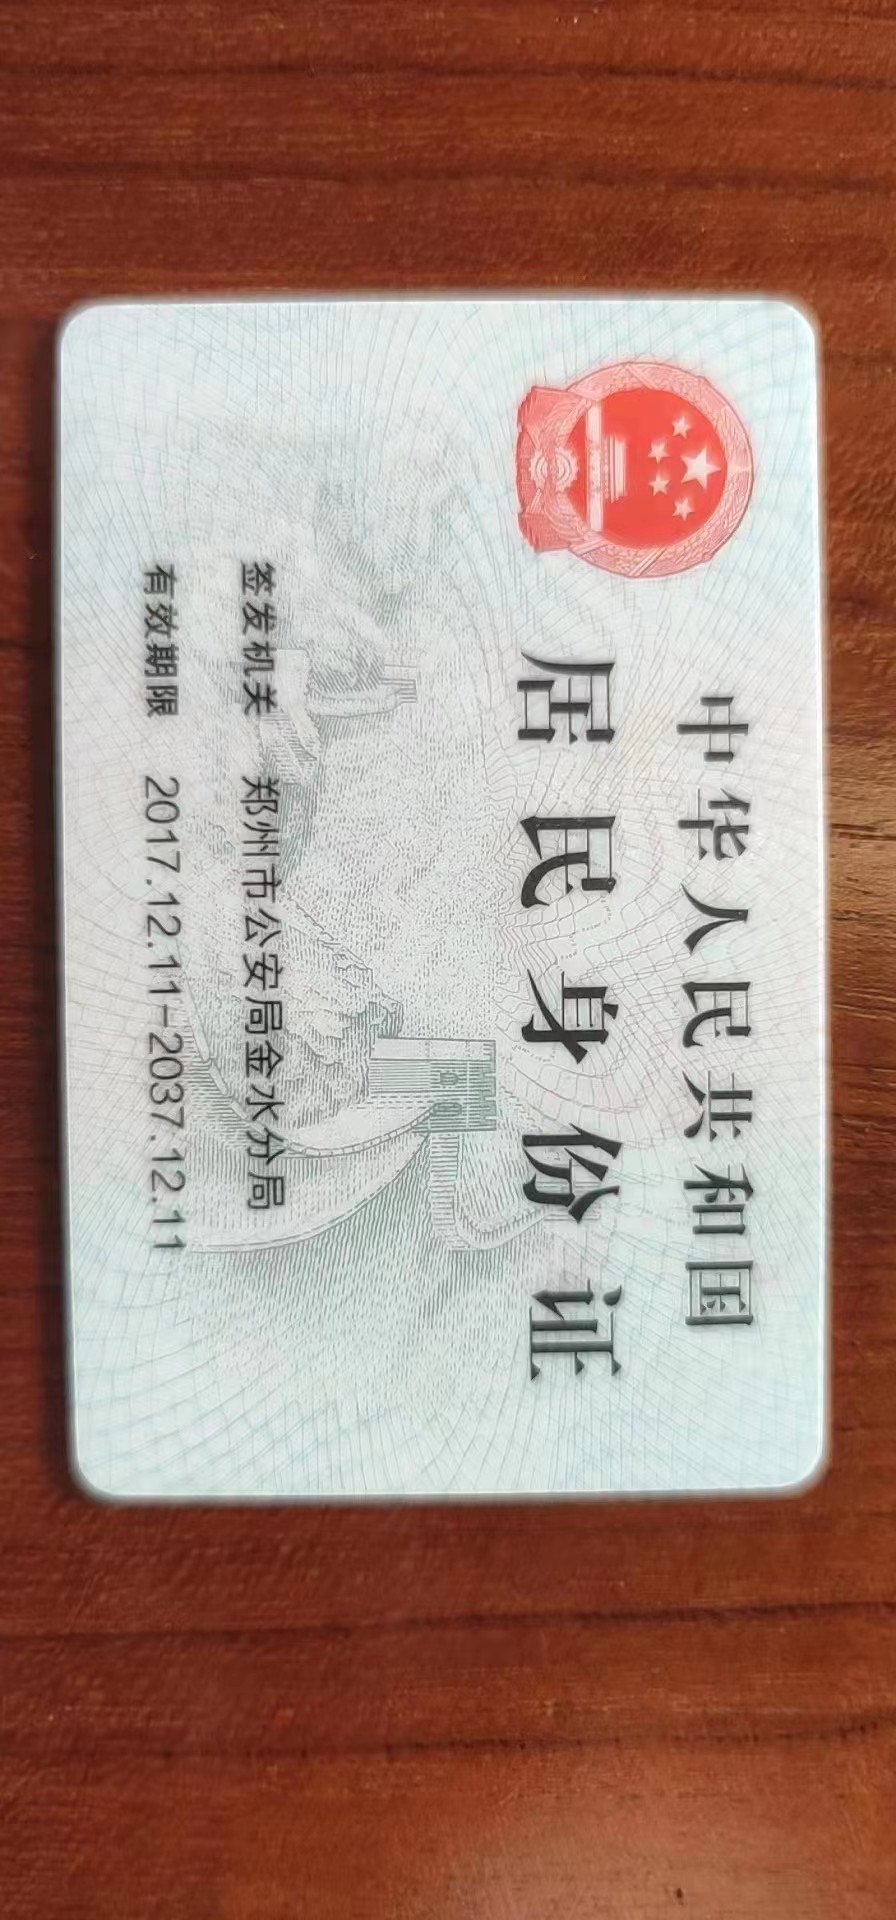 中华人民共和国
居民身份证
签发机关 郑州市公安局金水分局
有效期限 2017.12.11-2037.12.11